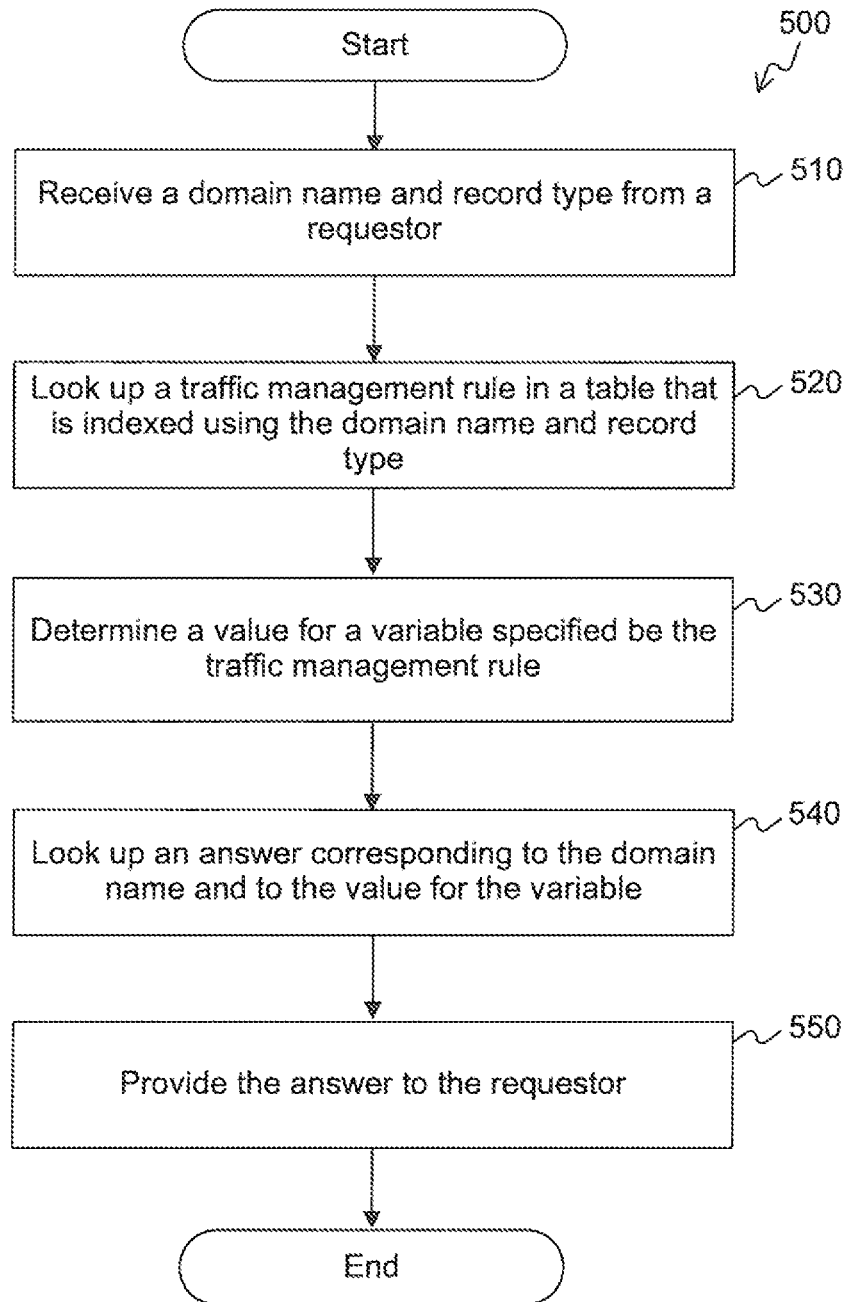 Start
500
Receive a domain name and record type from a
requestor
510
Look up a traffic management rule in a table that
is indexed using the domain name and record
type
520
Determine a value for a variable specified be the
traffic management rule
530
Look up an answer corresponding to the domain
name and to the value for the variable
540
Provide the answer to the requestor
550
End